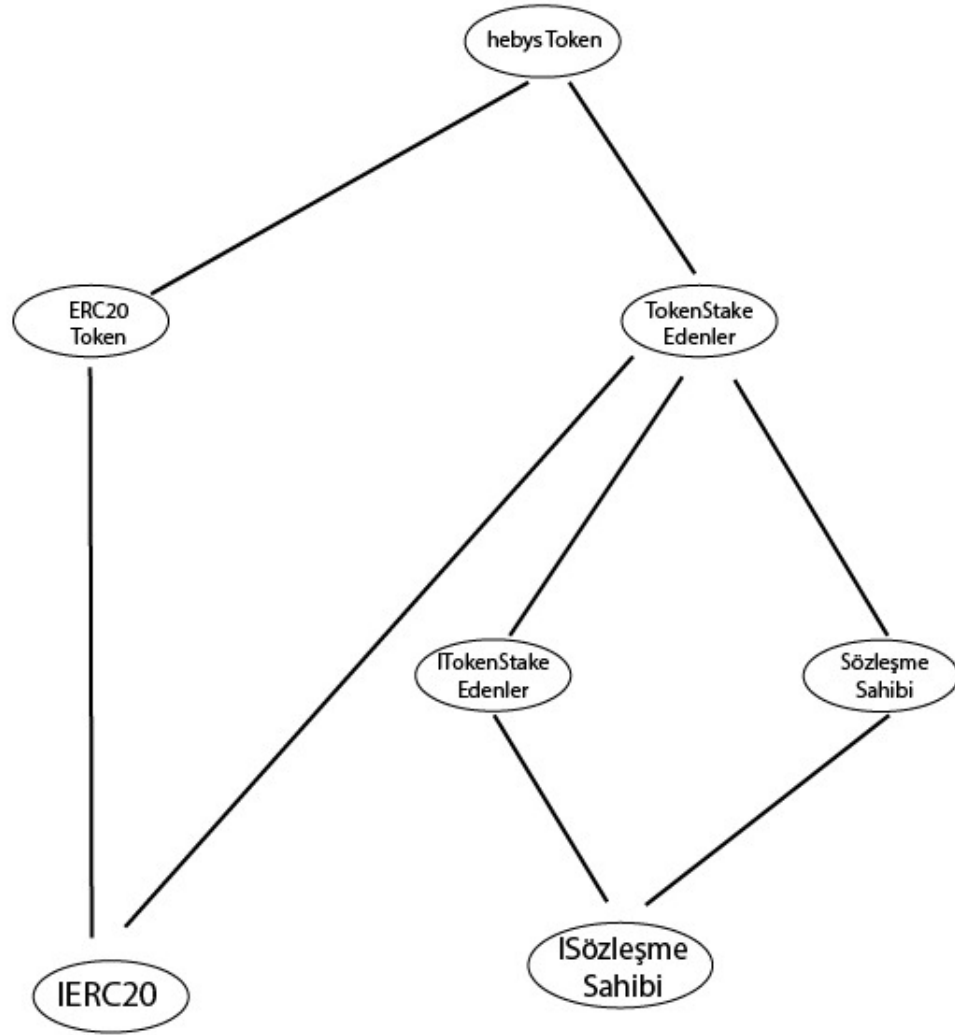 hebys Token
ERC20
Token
TokenStake
Edenler
ITokenStake
Edenler
Sözleşme
Sahibi
IERC20
ISözleşme
Sahibi